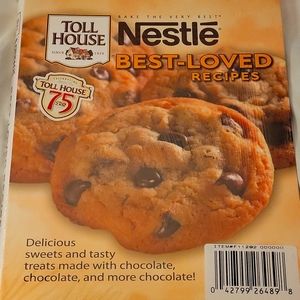 BAKE THE VERY BEST
TOLL
HOUSE
SINCE 1939
Nestle
BEST-LOVED
RECIPES
TOLL HOUSE
75
Delicious
sweets and tasty
treats made with chocolate,
chocolate, and more chocolate!
0 42799 26489 8